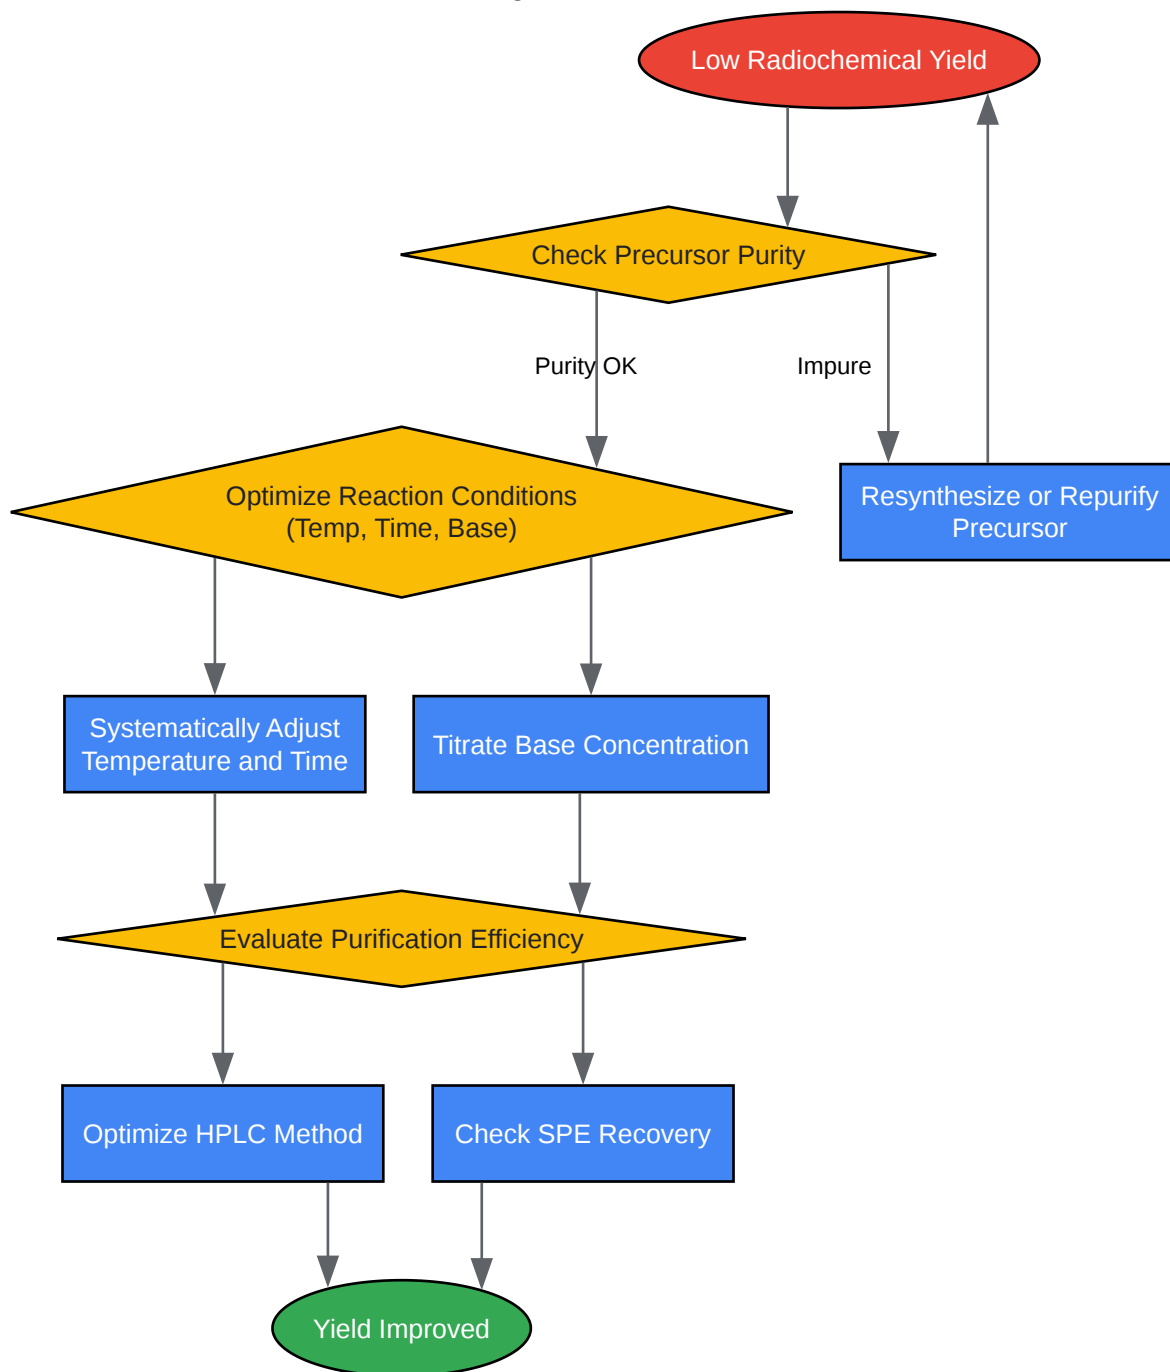 Low Radiochemical Yield
Check Precursor Purity
Purity OK
Impure
Optimize Reaction Conditions
(Temp, Time, Base)
Resynthesize or Repurify
Precursor
Systematically Adjust
Temperature and Time
Titrate Base Concentration
Evaluate Purification Efficiency
Optimize HPLC Method
Check SPE Recovery
Yield Improved